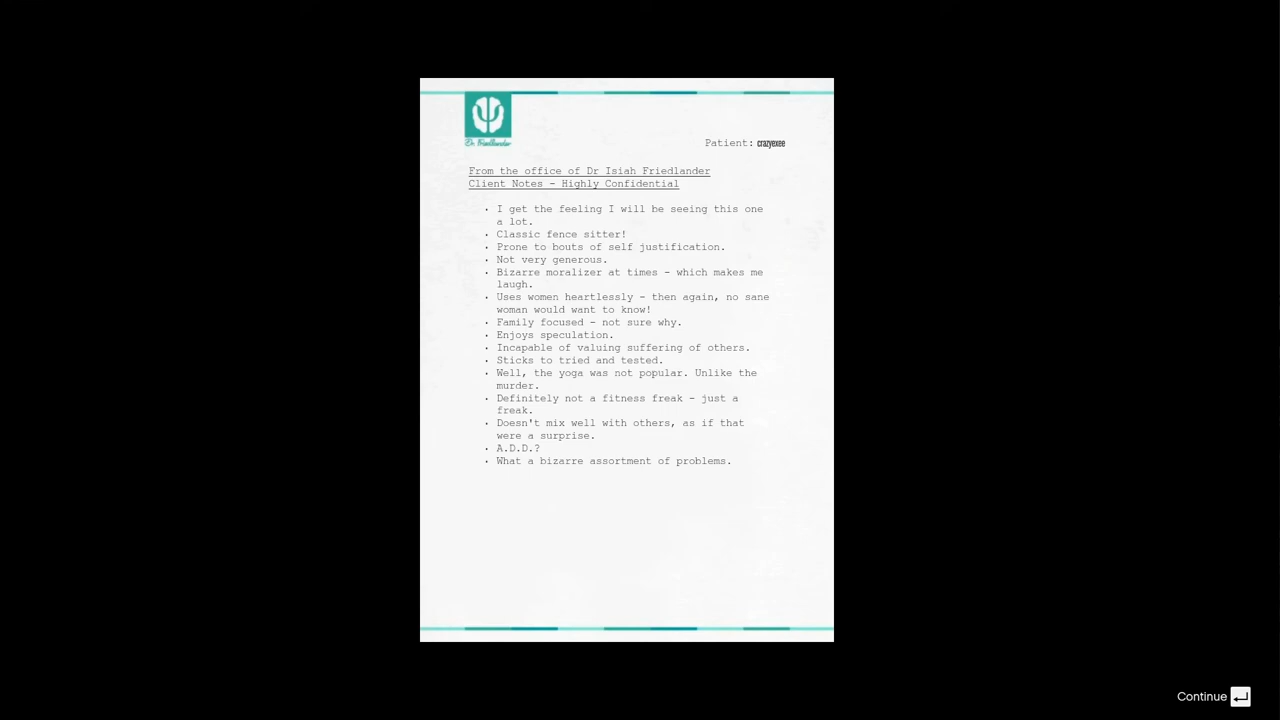 Dr. Friedlander
Patient: crazyexee
From the office of Dr Isiah Friedlander
Client Notes - Highly Confidential
• I get the feeling I will be seeing this one
a lot.
• Classic fence sitter!
• Prone to bouts of self justification.
• Not very generous.
• Bizarre moralizer at times - which makes me
laugh.
• Uses women heartlessly - then again, no sane
woman would want to know!
• Family focused - not sure why.
• Enjoys speculation.
• Incapable of valuing suffering of others.
• Sticks to tried and tested.
• Well, the yoga was not popular. Unlike the
murder.
• Definitely not a fitness freak - just a
freak.
• Doesn't mix well with others, as if that
were a surprise.
• A.D.D.?
• What a bizarre assortment of problems.
Continue